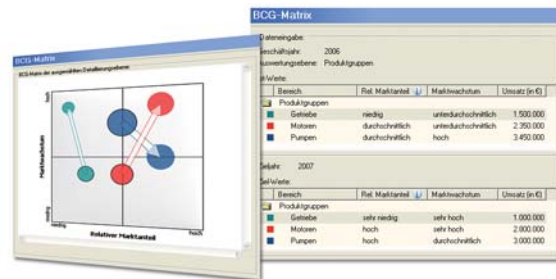 BCG-Matrix
BCG-Matrix der ausgewählten Detaillierungsebene:
hoch
Marktwachstum
niedrig
niedrig
Relativer Marktanteil
hoch
BCG-Matrix
Dateneingabe:
Geschäftsjahr: 2006
Auswertungsebene: Produktgruppen
Ist-Werte:
Bereich Rel. Marktanteil Marktwachstum Umsatz (in €)
Produktgruppen
Getriebe niedrig unterdurchschnittlich 1.500.000
Motoren durchschnittlich unterdurchschnittlich 2.350.000
Pumpen durchschnittlich hoch 3.450.000
Zieljahr: 2007
Ziel-Werte:
Bereich Rel. Marktanteil Marktwachstum Umsatz (in €)
Produktgruppen
Getriebe sehr niedrig sehr hoch 1.000.000
Motoren hoch sehr hoch 2.800.000
Pumpen hoch durchschnittlich 3.000.000